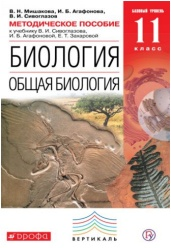 В. Н. Мишакова, И. Б. Агафонова,
В. И. Сивоглазов
МЕТОДИЧЕСКОЕ ПОСОБИЕ
к учебнику В. И. Сивоглазова,
И. Б. Агафоновой, Е. Т. Захаровой
БАЗОВЫЙ УРОВЕНЬ
11
КЛАСС
БИОЛОГИЯ
ОБЩАЯ БИОЛОГИЯ
дрофа
ВЕРТИКАЛЬ